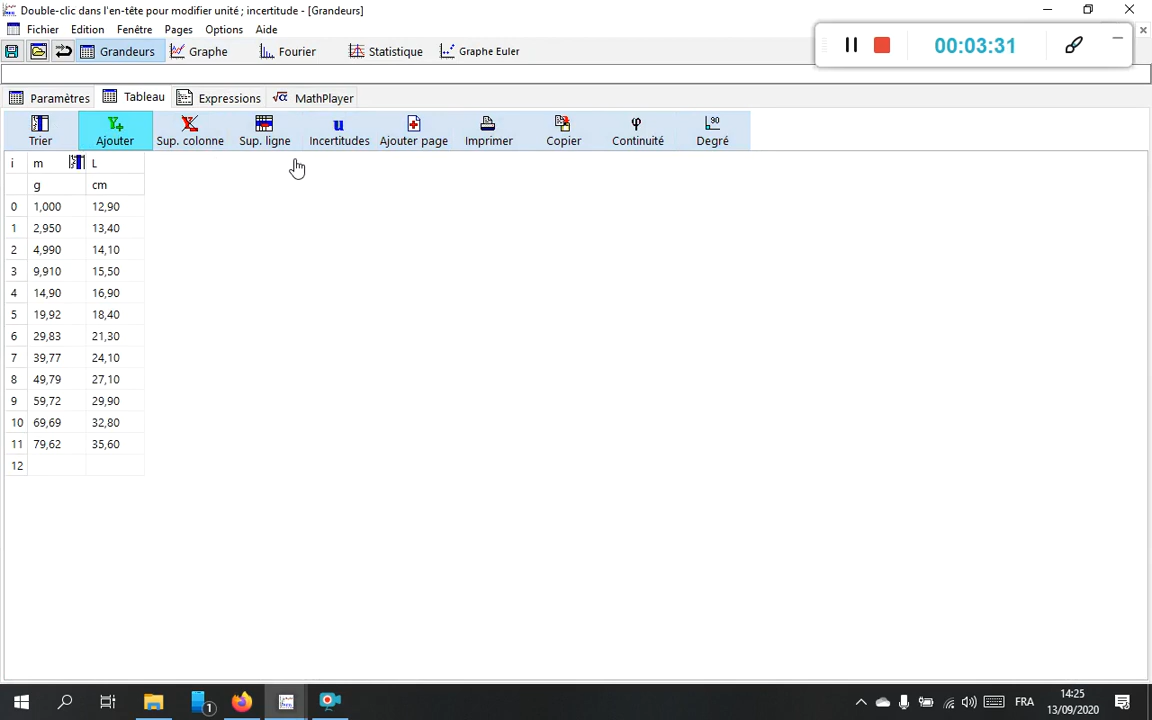 Double-clic dans l'en-tête pour modifier unité ; incertitude - [Grandeurs]
Fichier Edition Fenêtre Pages Options Aide
Grandeurs Graphe Fourier Statistique Graphe Euler
00:03:31
Paramètres Tableau Expressions MathPlayer
Trier Ajouter Sup. colonne Sup. ligne Incertitudes Ajouter page Imprimer Copier Continuité Degré
i m L
g cm
0 1,000 12,90
1 2,950 13,40
2 4,990 14,10
3 9,910 15,50
4 14,90 16,90
5 19,92 18,40
6 29,83 21,30
7 39,77 24,10
8 49,79 27,10
9 59,72 29,90
10 69,69 32,80
11 79,62 35,60
12
1 FRA 14:25
13/09/2020